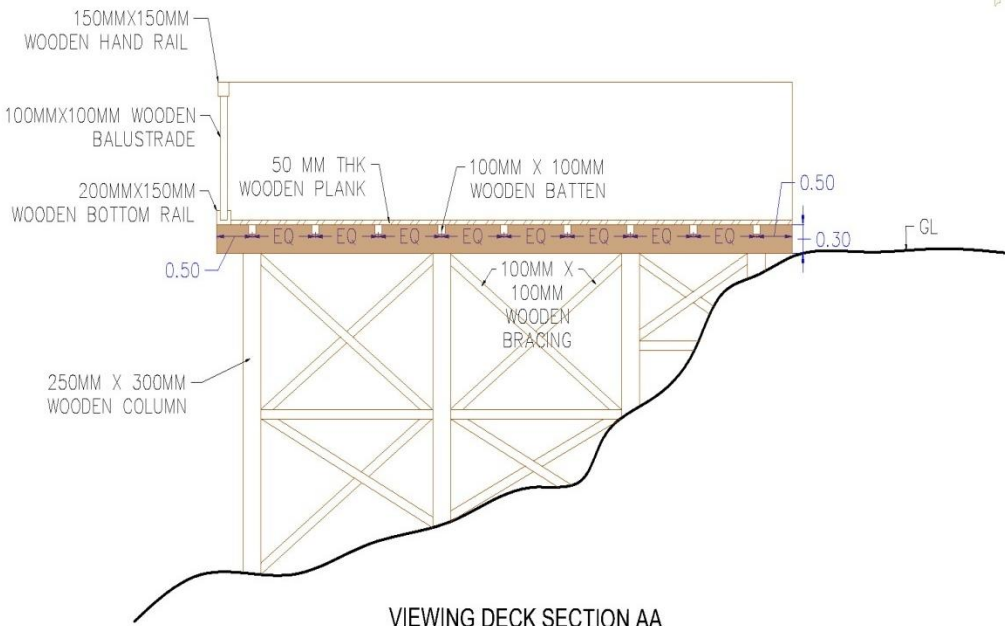 150MMX150MM
WOODEN HAND RAIL
100MMX100MM WOODEN
BALUSTRADE
200MMX150MM
WOODEN BOTTOM RAIL
50 MM THK
WOODEN PLANK
100MM X 100MM
WOODEN BATTEN
0.50
GL
EQ EQ EQ EQ EQ EQ EQ EQ
0.30
0.50
100MM X
100MM
WOODEN
BRACING
250MM X 300MM
WOODEN COLUMN
VIEWING DECK SECTION AA